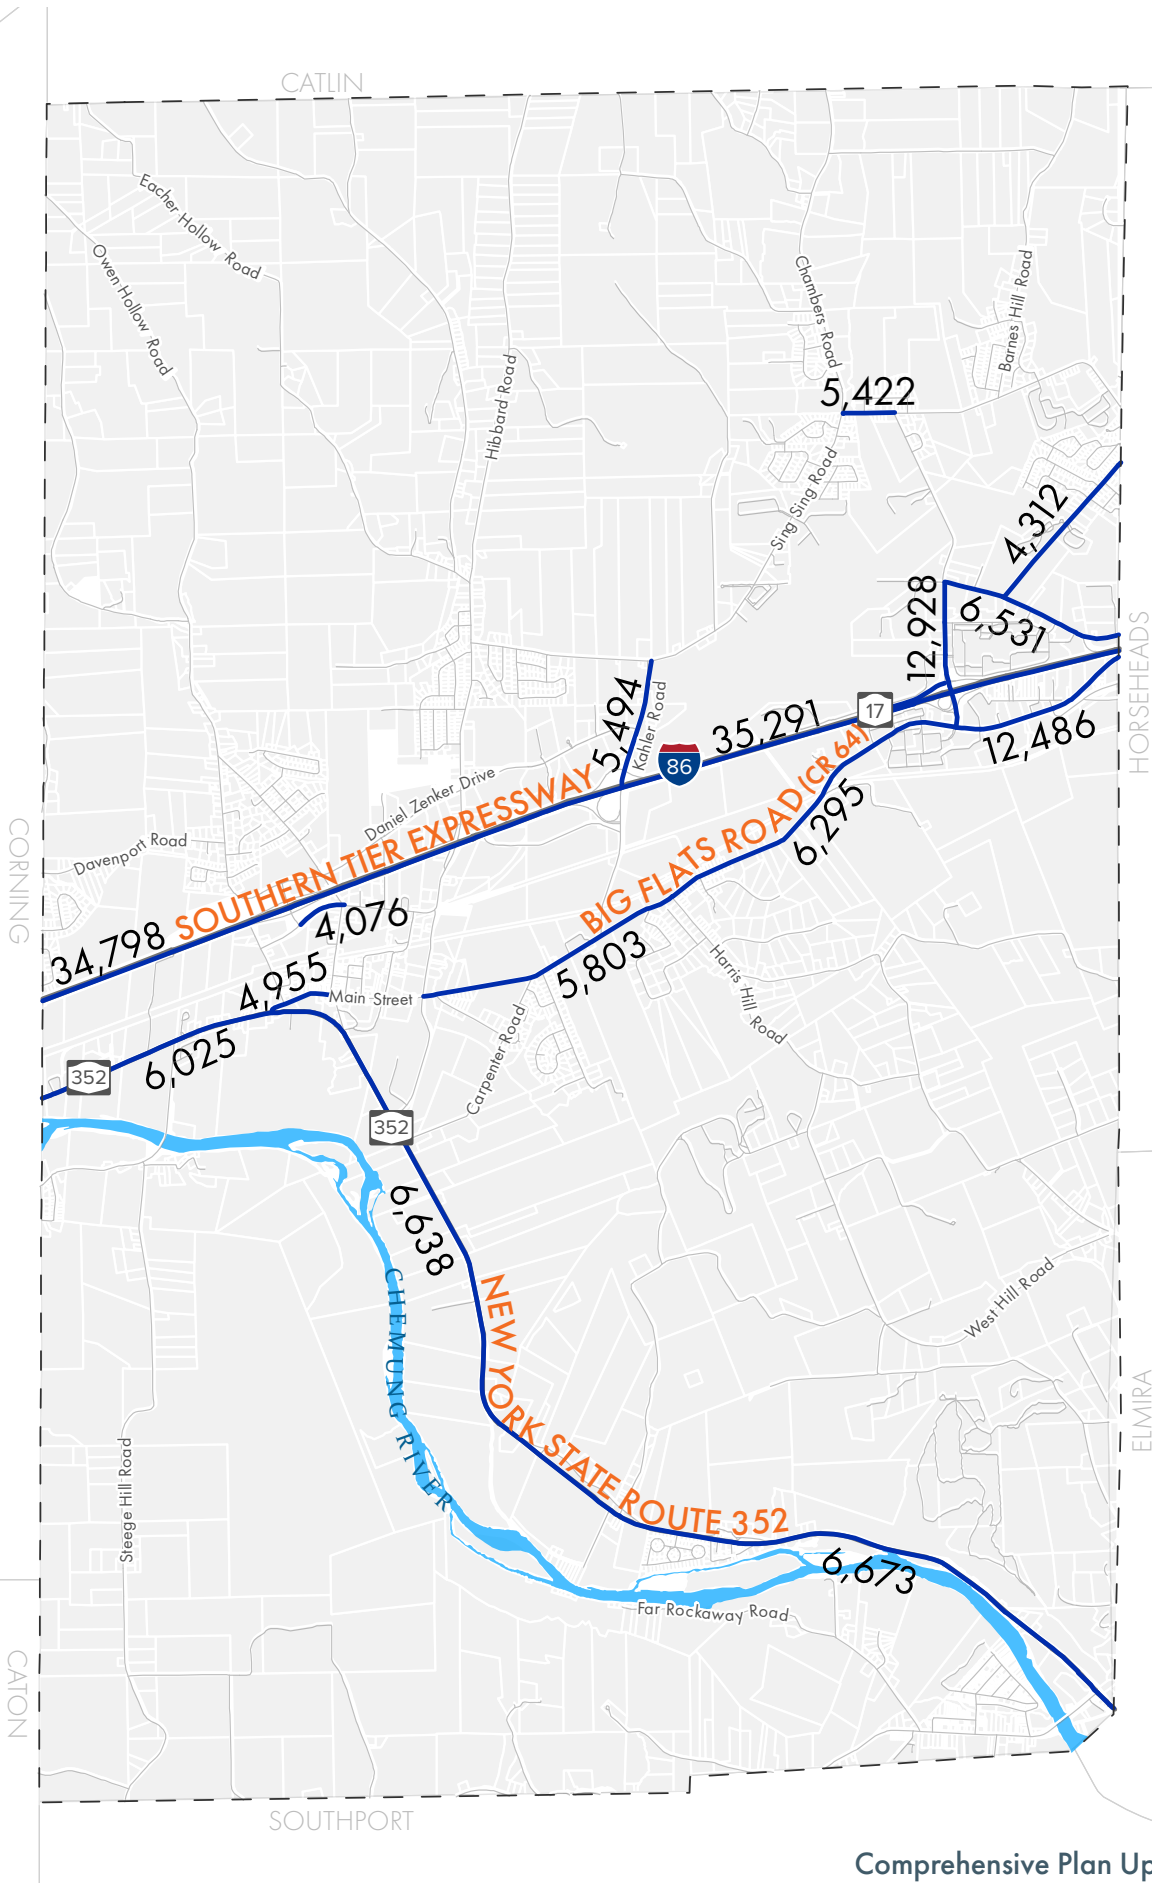 CATLIN
Eacher Hollow Road
Owen Hollow Road
Chambers Road
Barnes Hill Road
Hibbard Road
5,422
Sing Sing Road
4,312
12,928
6,531
HORSEHEADS
5,494
Kahler Road
35,291
17
86
12,486
SOUTHERN TIER EXPRESSWAY
Daniel Zenker Drive
BIG FLATS ROAD (CR 64)
6,295
CORNING
Davenport Road
34,798
4,076
4,955
Main Street
5,803
Harris Hill Road
6,025
352
Carpenter Road
352
6,638
CHEMUNG RIVER
NEW YORK STATE ROUTE 352
West Hill Road
ELMIRA
Steege Hill Road
6,673
Far Rockaway Road
CATON
SOUTHPORT
Comprehensive Plan Up